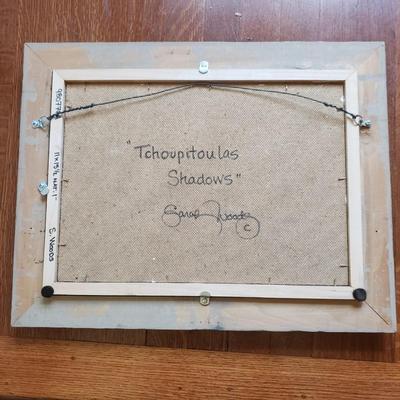 "Tchoupitoulas
Shadows"
Sarah Woods
C
S. Woods